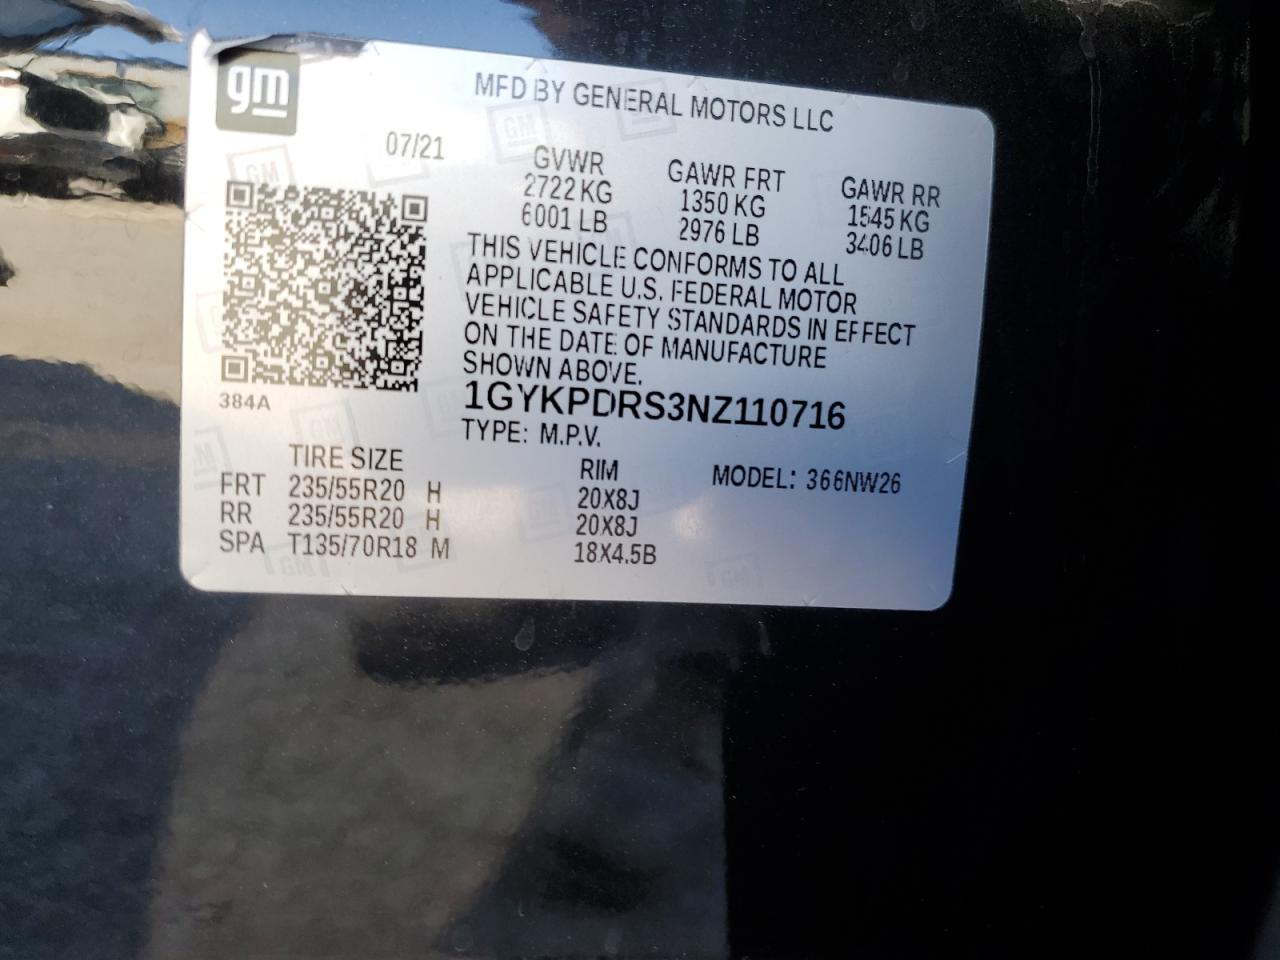 gm
MFD BY GENERAL MOTORS LLC
07/21
GVWR GAWR FRT GAWR RR
2722 KG 1350 KG 1545 KG
6001 LB 2976 LB 3406 LB
THIS VEHICLE CONFORMS TO ALL
APPLICABLE U.S. FEDERAL MOTOR
VEHICLE SAFETY STANDARDS IN EFFECT
ON THE DATE OF MANUFACTURE
SHOWN ABOVE.
384A
1GYKPDRS3NZ110716
TYPE: M.P.V.
TIRE SIZE RIM MODEL: 366NW26
FRT 235/55R20 H 20X8J
RR 235/55R20 H 20X8J
SPA T135/70R18 M 18X4.5B